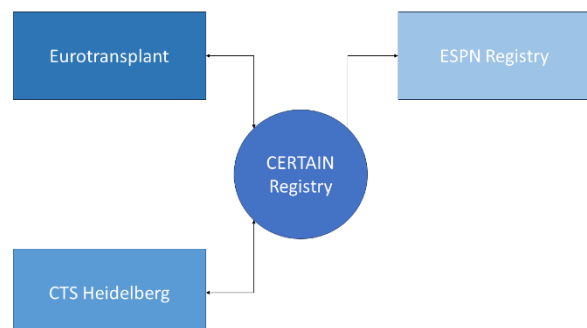 Eurotransplant
ESPN Registry
CERTAIN
Registry
CTS Heidelberg